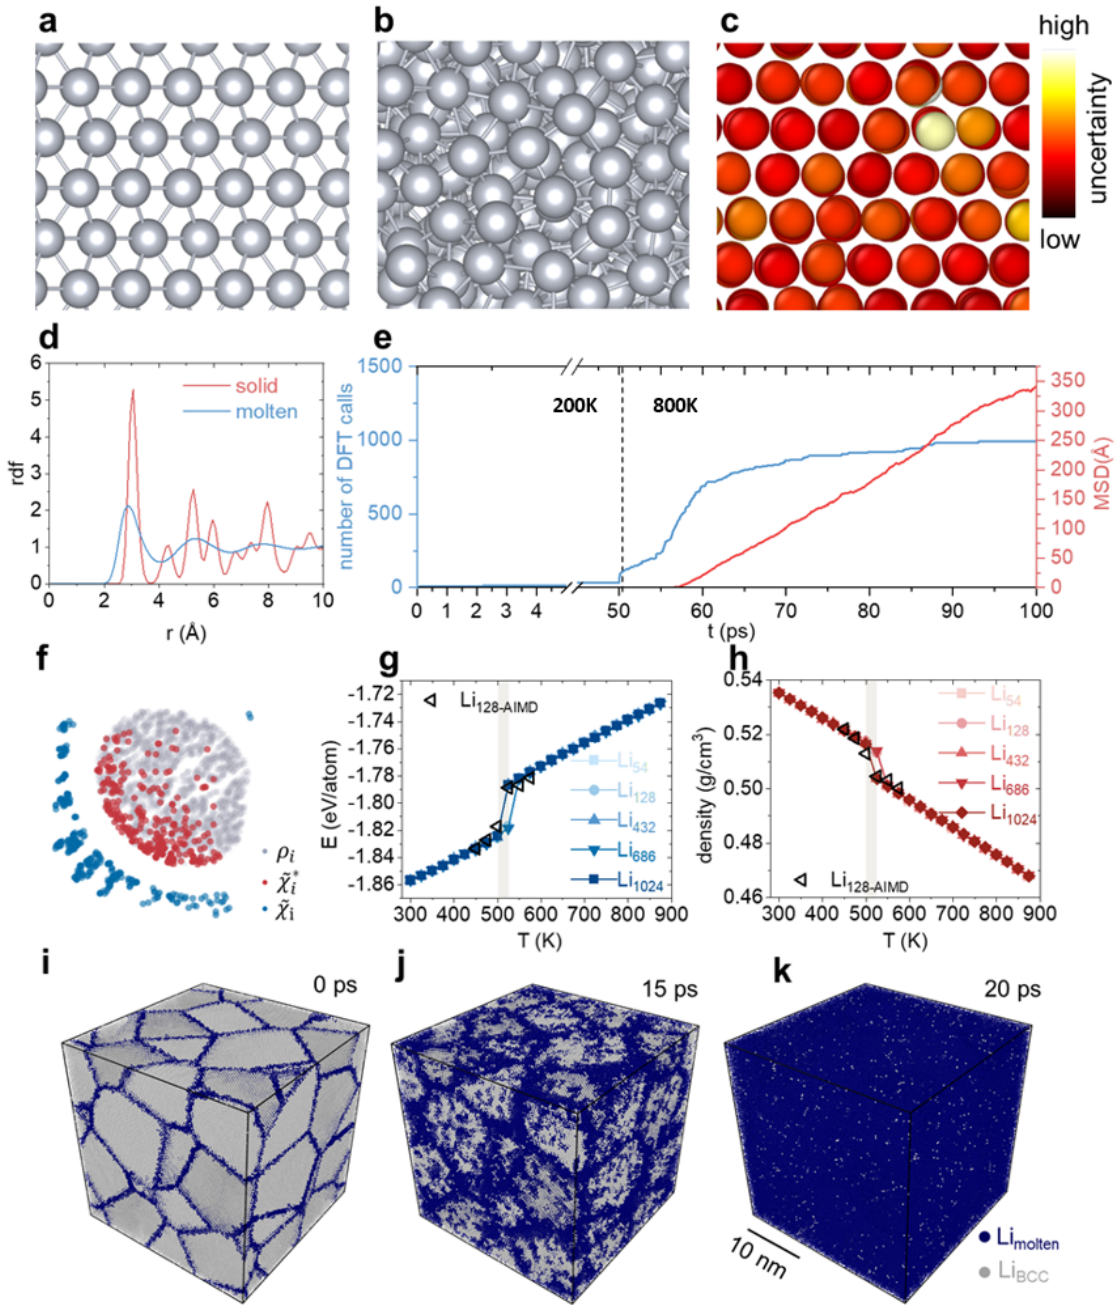 a
b
c
high
uncertainty
low
d
rdf
6
5
4
3
2
1
0
solid
molten
0 2 4 6 8 10
r (Å)
e
number of DFT calls
1500
1000
500
0
200K
800K
350
300
250
200
150
100
50
0
MSD(Å)
0 1 2 3 4 50 60 70 80 90 100
t (ps)
f
ρᵢ
χ̃ᵢ*
χ̃ᵢ
g
E (eV/atom)
-1.72
-1.74
-1.76
-1.78
-1.80
-1.82
-1.84
-1.86
Li128-AIMD
Li54
Li128
Li432
Li686
Li1024
300 400 500 600 700 800 900
T (K)
h
density (g/cm³)
0.54
0.52
0.50
0.48
0.46
Li54
Li128
Li432
Li686
Li1024
Li128-AIMD
300 400 500 600 700 800 900
T (K)
i
0 ps
j
15 ps
k
20 ps
10 nm
Limolten
LiBCC